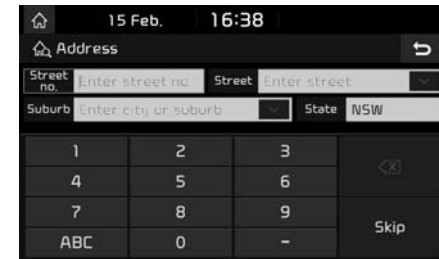 15 Feb. 16:38
Address
Street no. Enter street no Street Enter street
Suburb Enter city or suburb State NSW
1 2 3
4 5 6
7 8 9
Skip
ABC 0 -